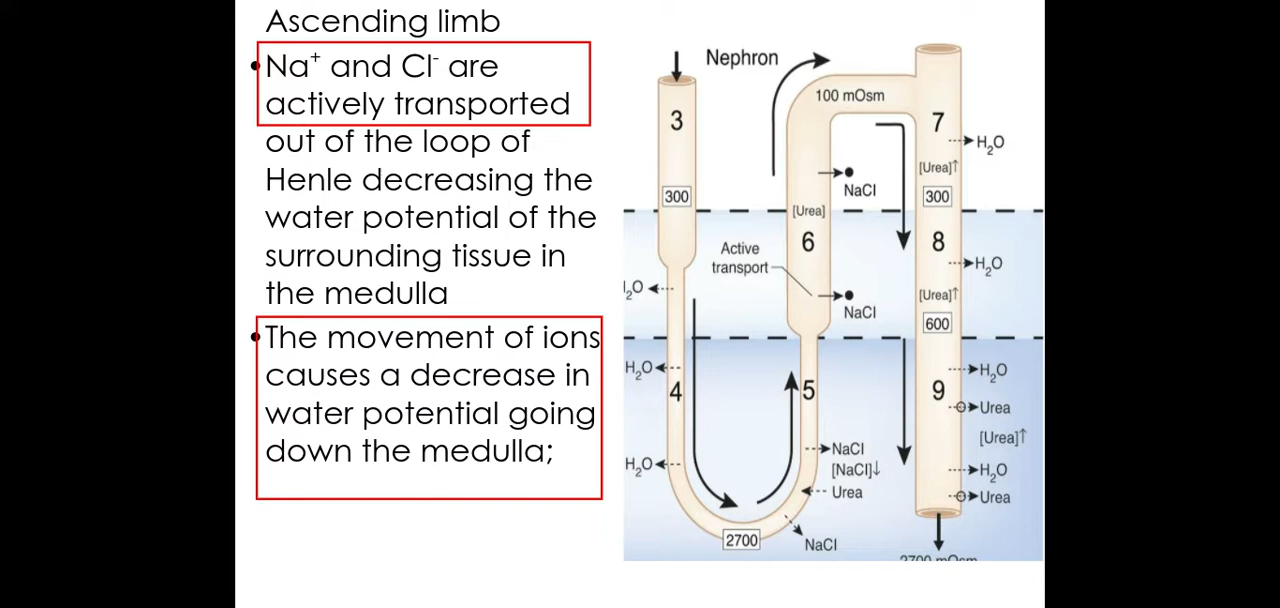 Ascending limb
•Na⁺ and Cl⁻ are
actively transported
out of the loop of
Henle decreasing the
water potential of the
surrounding tissue in
the medulla
•The movement of ions
causes a decrease in
water potential going
down the medulla;
Nephron
3
300
100 mOsm
7
H₂O
[Urea]↑
300
NaCl
[Urea]
6
Active
transport
NaCl
8
H₂O
[Urea]↑
600
H₂O
4
H₂O
5
NaCl
[NaCl]↓
Urea
2700
NaCl
9
H₂O
Urea
[Urea]↑
H₂O
Urea
2700 mOsm